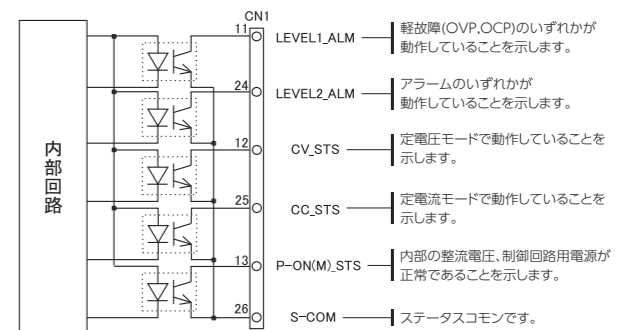 CN1
11
LEVEL1_ALM
軽故障(OVP,OCP)のいずれかが
動作していることを示します。
24
LEVEL2_ALM
アラームのいずれかが
動作していることを示します。
内部回路
12
CV_STS
定電圧モードで動作していることを
示します。
25
CC_STS
定電流モードで動作していることを
示します。
13
P-ON(M)_STS
内部の整流電圧、制御回路用電源が
正常であることを示します。
26
S-COM
ステータスコモンです。